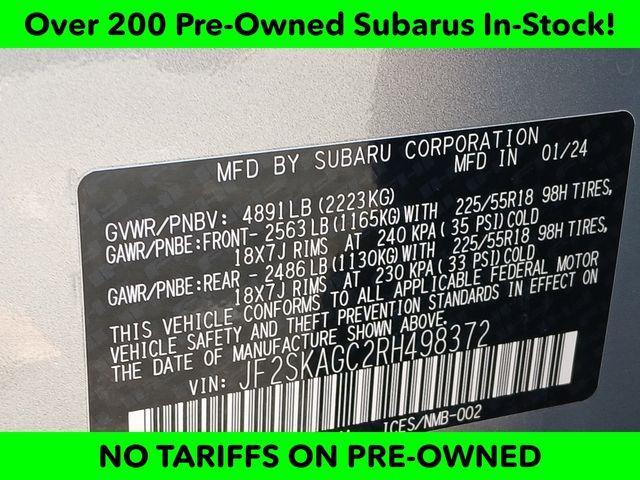 Over 200 Pre-Owned Subarus In-Stock!
MFD BY SUBARU CORPORATION
MFD IN 01/24
GVWR/PNBV: 4891LB (2223KG)
GAWR/PNBE:FRONT- 2563LB(1165KG)WITH 225/55R18 98H TIRES,
18X7J RIMS AT 240 KPA (35 PSI)COLD
GAWR/PNBE:REAR - 2486LB(1130KG)WITH 225/55R18 98H TIRES,
18X7J RIMS AT 230 KPA (33 PSI)COLD
THIS VEHICLE CONFORMS TO ALL APPLICABLE FEDERAL MOTOR
VEHICLE SAFETY AND THEFT PREVENTION STANDARDS IN EFFECT ON
THE DATE OF MANUFACTURE SHOWN ABOVE.
VIN: JF2SKAGC2RH498372
ICES/NMB-002
NO TARIFFS ON PRE-OWNED